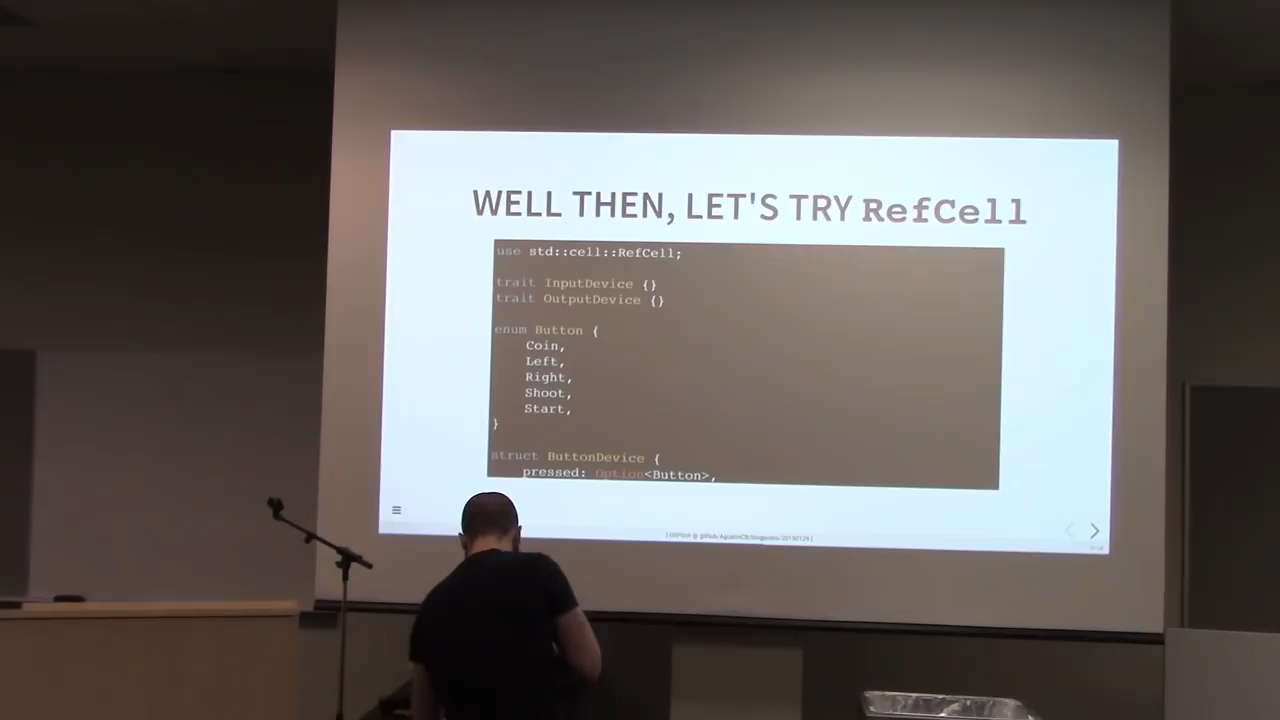 WELL THEN, LET'S TRY RefCell
use std::cell::RefCell;
trait InputDevice {}
trait OutputDevice {}
enum Button {
Coin,
Left,
Right,
Shoot,
Start,
}
struct ButtonDevice {
pressed: Option<Button>,